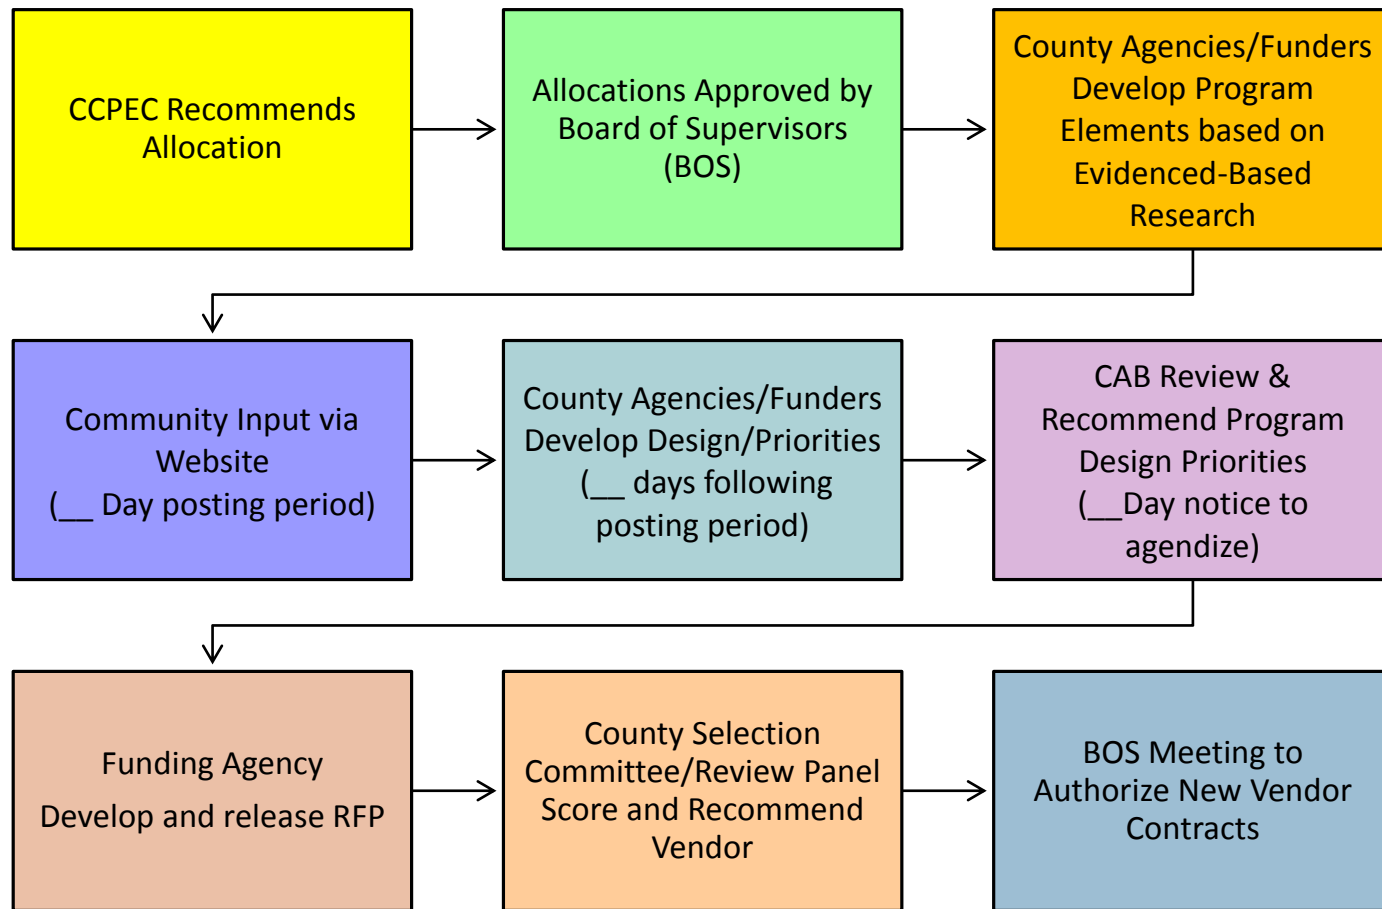 CCPEC Recommends
Allocation
Allocations Approved by
Board of Supervisors
(BOS)
County Agencies/Funders
Develop Program
Elements based on
Evidenced-Based
Research
Community Input via
Website
(__ Day posting period)
County Agencies/Funders
Develop Design/Priorities
(__ days following
posting period)
CAB Review &
Recommend Program
Design Priorities
(__Day notice to
agendize)
Funding Agency
Develop and release RFP
County Selection
Committee/Review Panel
Score and Recommend
Vendor
BOS Meeting to
Authorize New Vendor
Contracts